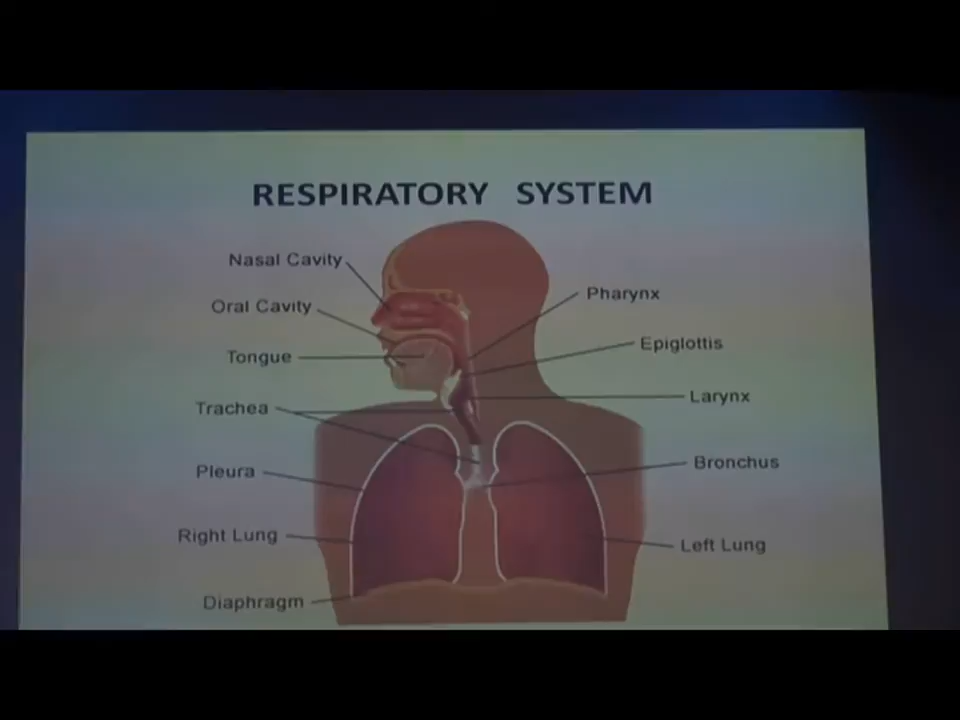 RESPIRATORY SYSTEM
Nasal Cavity
Oral Cavity
Tongue
Trachea
Pleura
Right Lung
Diaphragm
Pharynx
Epiglottis
Larynx
Bronchus
Left Lung